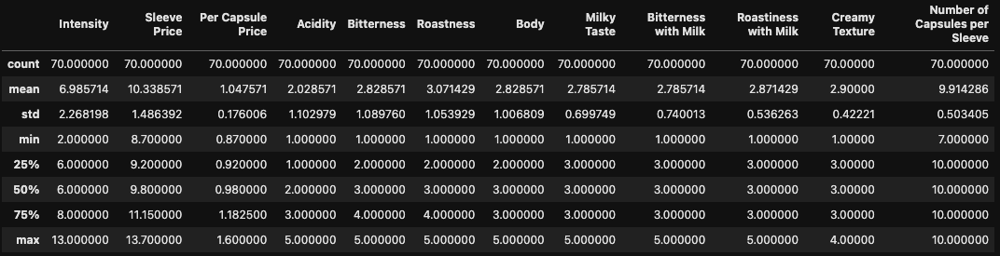 Intensity Sleeve Price Per Capsule Price Acidity Bitterness Roastness Body Milky Taste Bitterness with Milk Roastiness with Milk Creamy Texture Number of Capsules per Sleeve
count 70.000000 70.000000 70.000000 70.000000 70.000000 70.000000 70.000000 70.000000 70.000000 70.000000 70.00000 70.000000
mean 6.985714 10.338571 1.047571 2.028571 2.828571 3.071429 2.828571 2.785714 2.785714 2.871429 2.90000 9.914286
std 2.268198 1.486392 0.176006 1.102979 1.089760 1.053929 1.006809 0.699749 0.740013 0.536263 0.42221 0.503405
min 2.000000 8.700000 0.870000 1.000000 1.000000 1.000000 1.000000 1.000000 1.000000 1.000000 1.00000 7.000000
25% 6.000000 9.200000 0.920000 1.000000 2.000000 2.000000 2.000000 3.000000 3.000000 3.000000 3.00000 10.000000
50% 6.000000 9.800000 0.980000 2.000000 3.000000 3.000000 3.000000 3.000000 3.000000 3.000000 3.00000 10.000000
75% 8.000000 11.150000 1.182500 3.000000 4.000000 4.000000 3.000000 3.000000 3.000000 3.000000 3.00000 10.000000
max 13.000000 13.700000 1.600000 5.000000 5.000000 5.000000 5.000000 5.000000 5.000000 5.000000 4.00000 10.000000